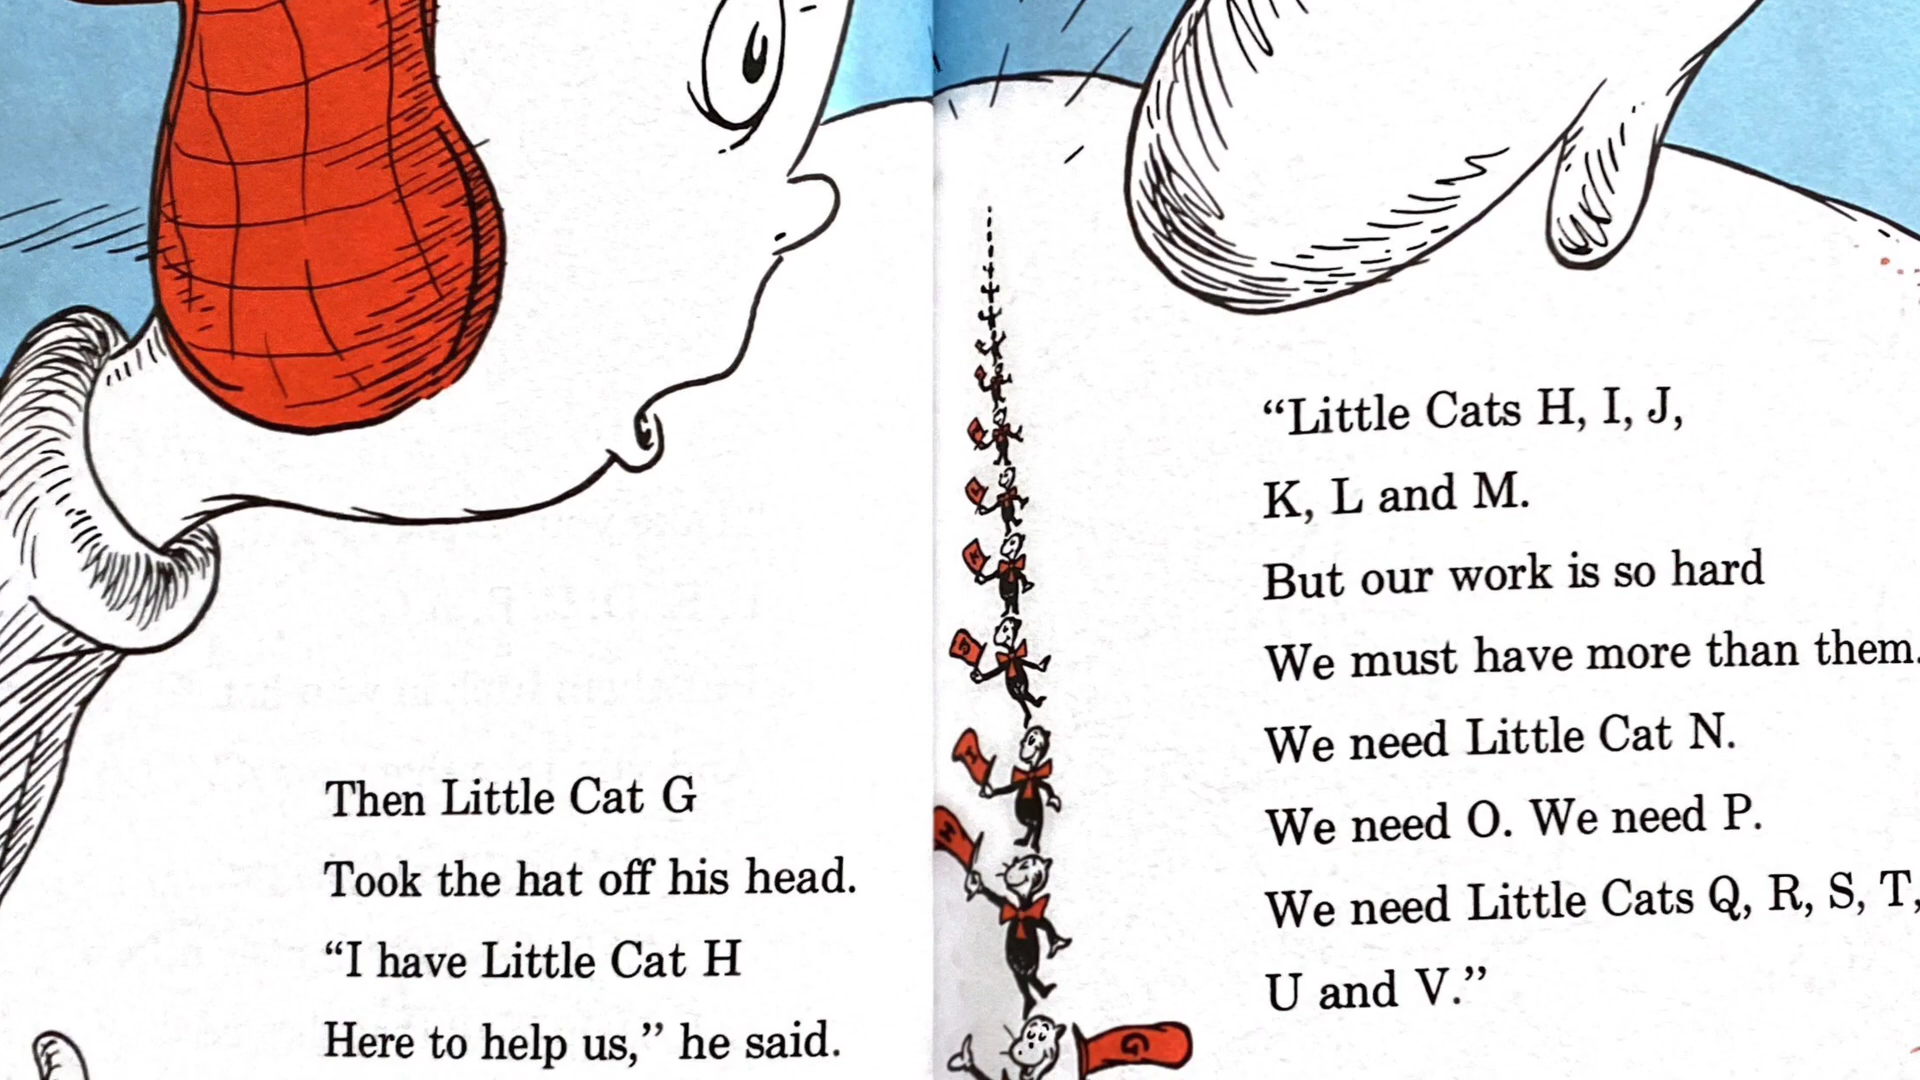 Then Little Cat G
Took the hat off his head.
“I have Little Cat H
Here to help us,” he said.
“Little Cats H, I, J,
K, L and M.
But our work is so hard
We must have more than them.
We need Little Cat N.
We need O. We need P.
We need Little Cats Q, R, S, T,
U and V.”
H
I
J
K
L
G